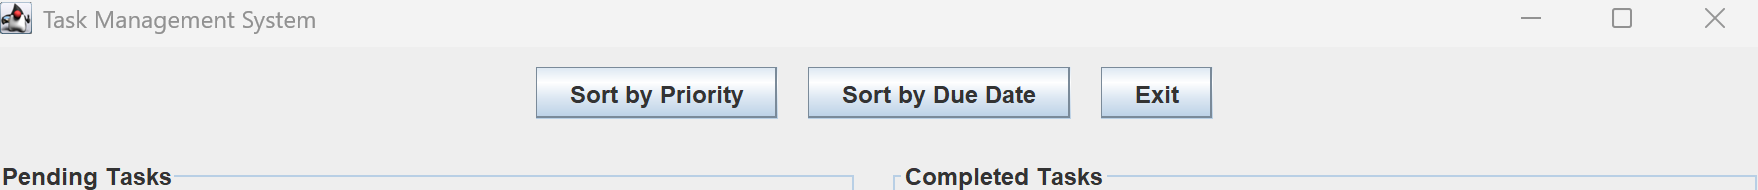 Task Management System
Sort by Priority Sort by Due Date Exit
Pending Tasks Completed Tasks